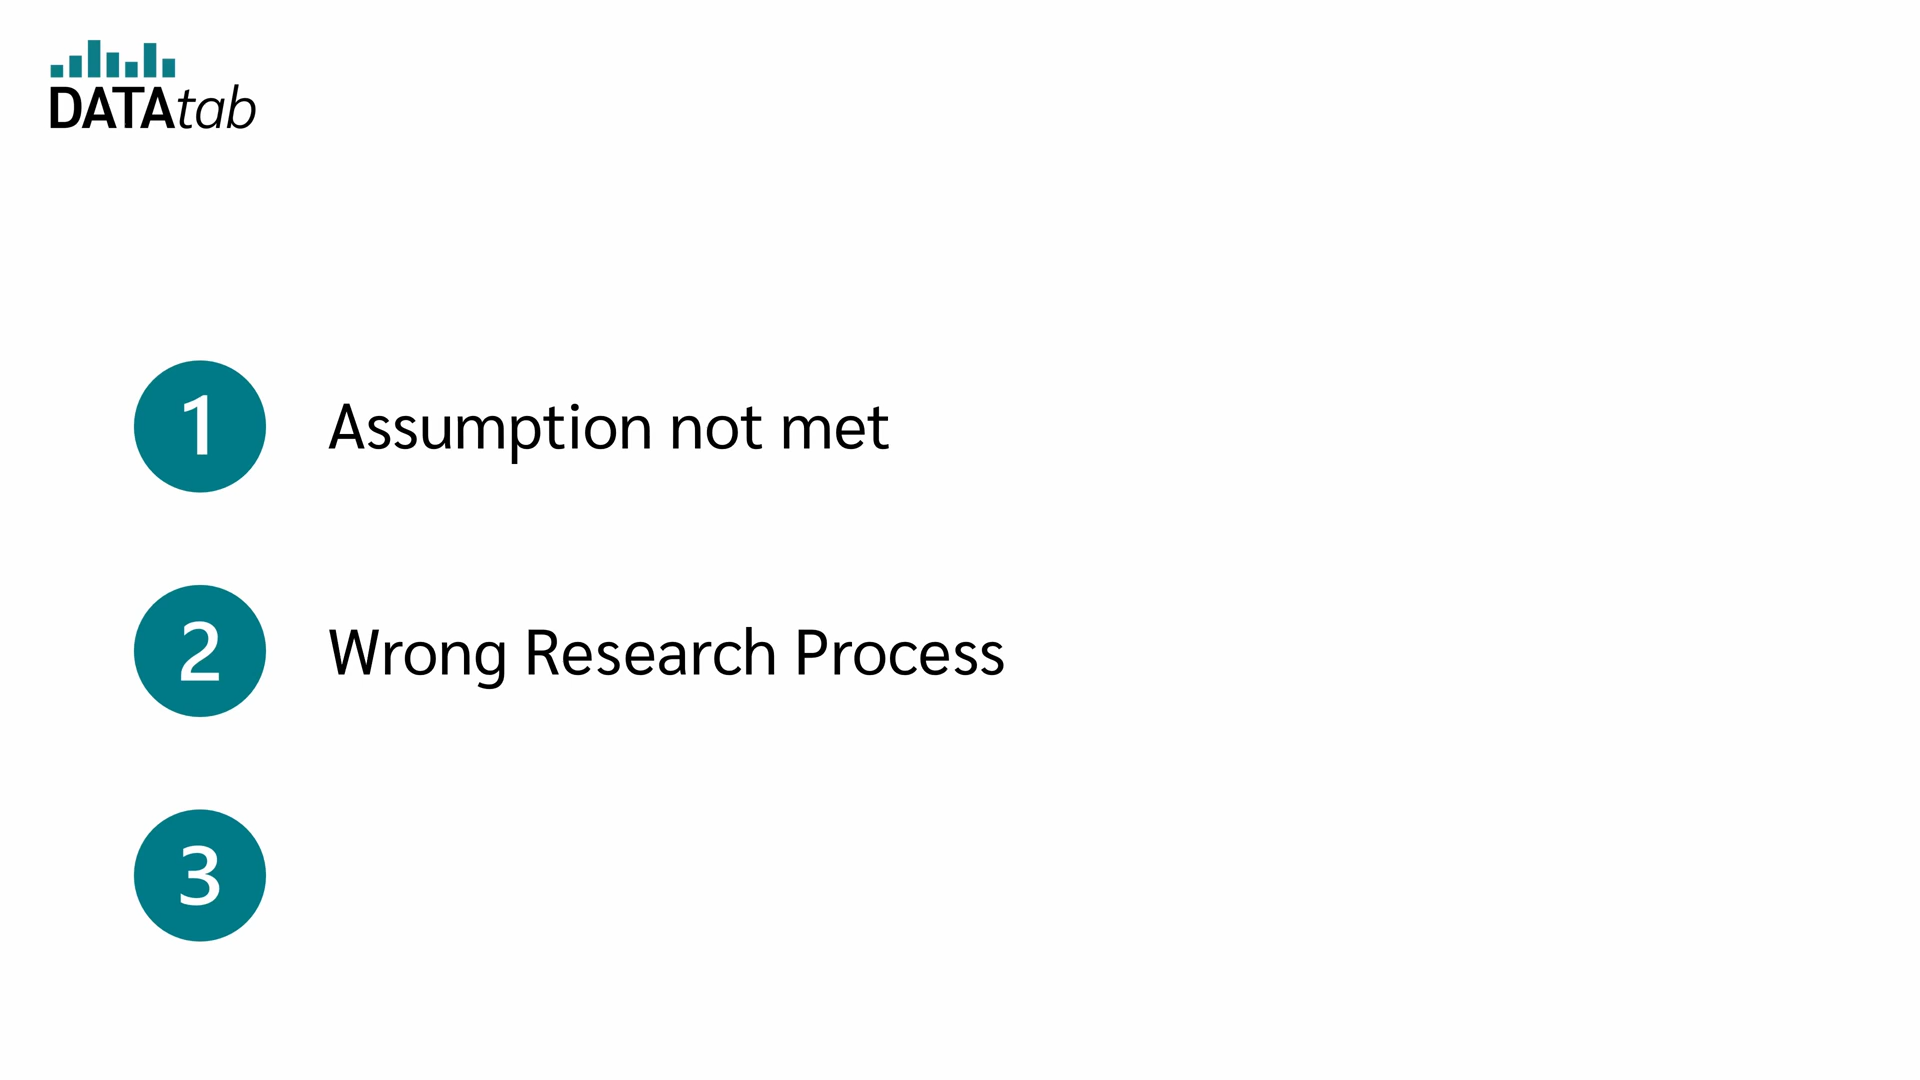 DATAtab
1 Assumption not met
2 Wrong Research Process
3